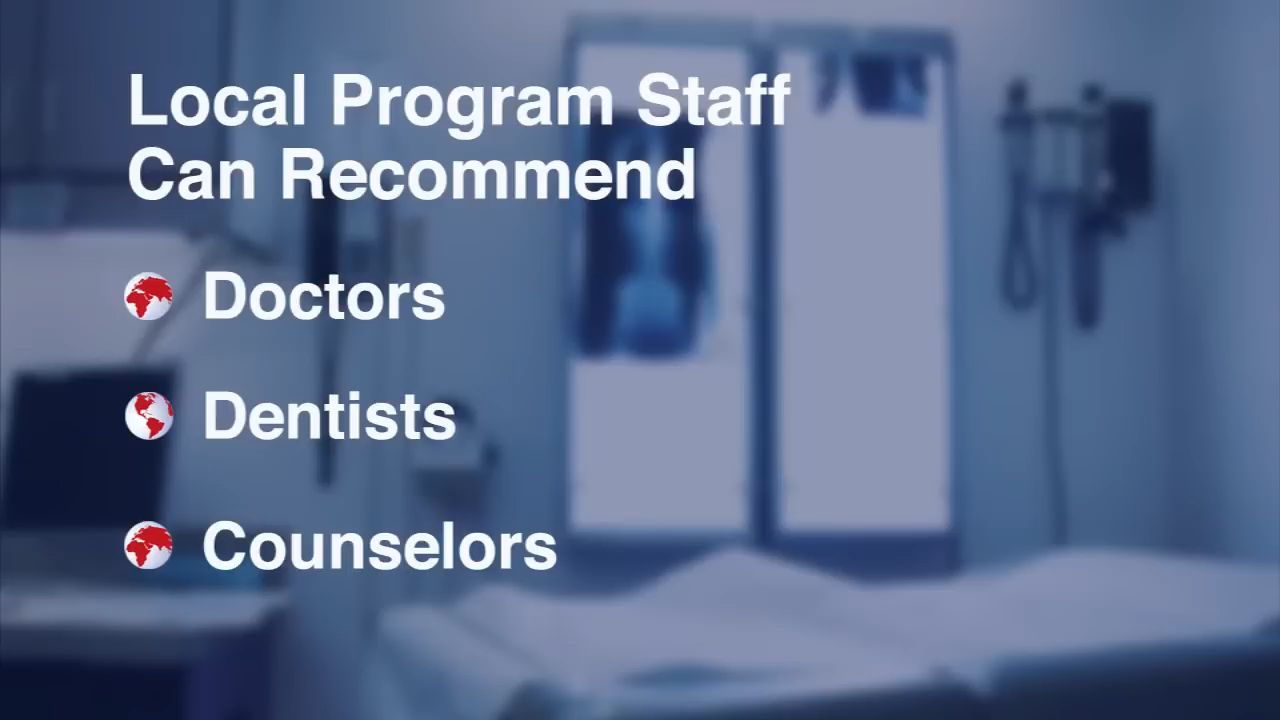 Local Program Staff
Can Recommend
Doctors
Dentists
Counselors